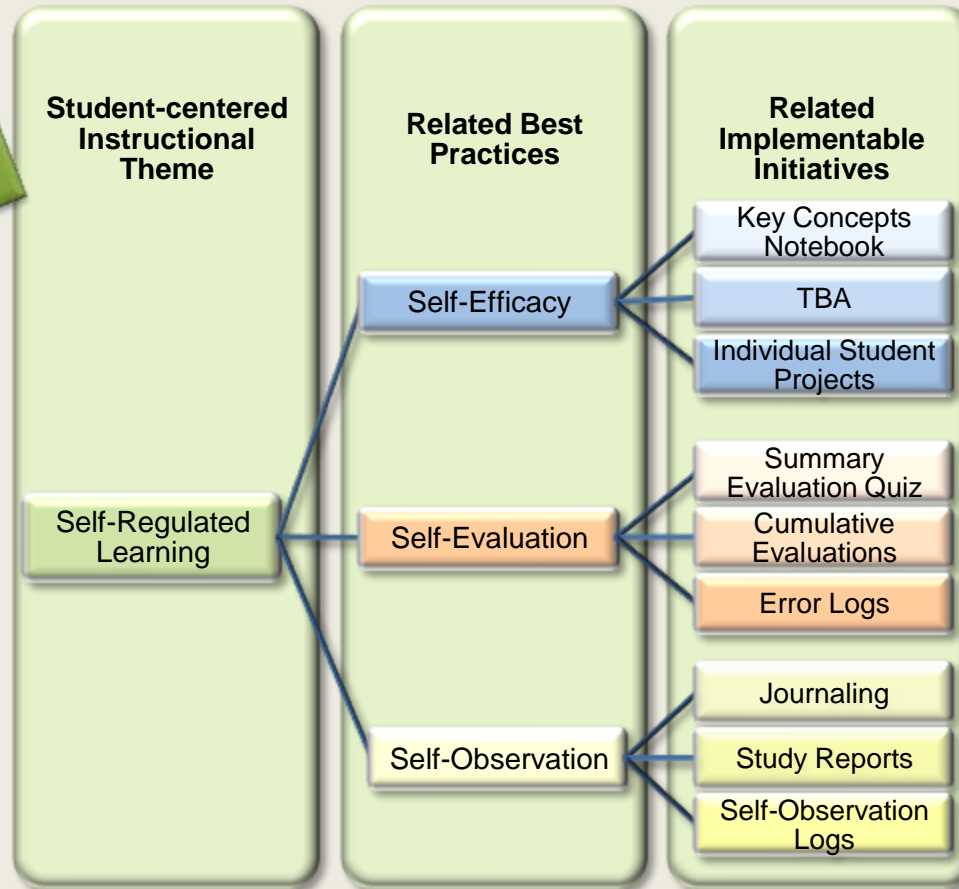 Student-centered
Instructional
Theme
Related Best
Practices
Related
Implementable
Initiatives
Self-Regulated
Learning
Self-Efficacy
Key Concepts
Notebook
TBA
Individual Student
Projects
Self-Evaluation
Summary
Evaluation Quiz
Cumulative
Evaluations
Error Logs
Self-Observation
Journaling
Study Reports
Self-Observation
Logs